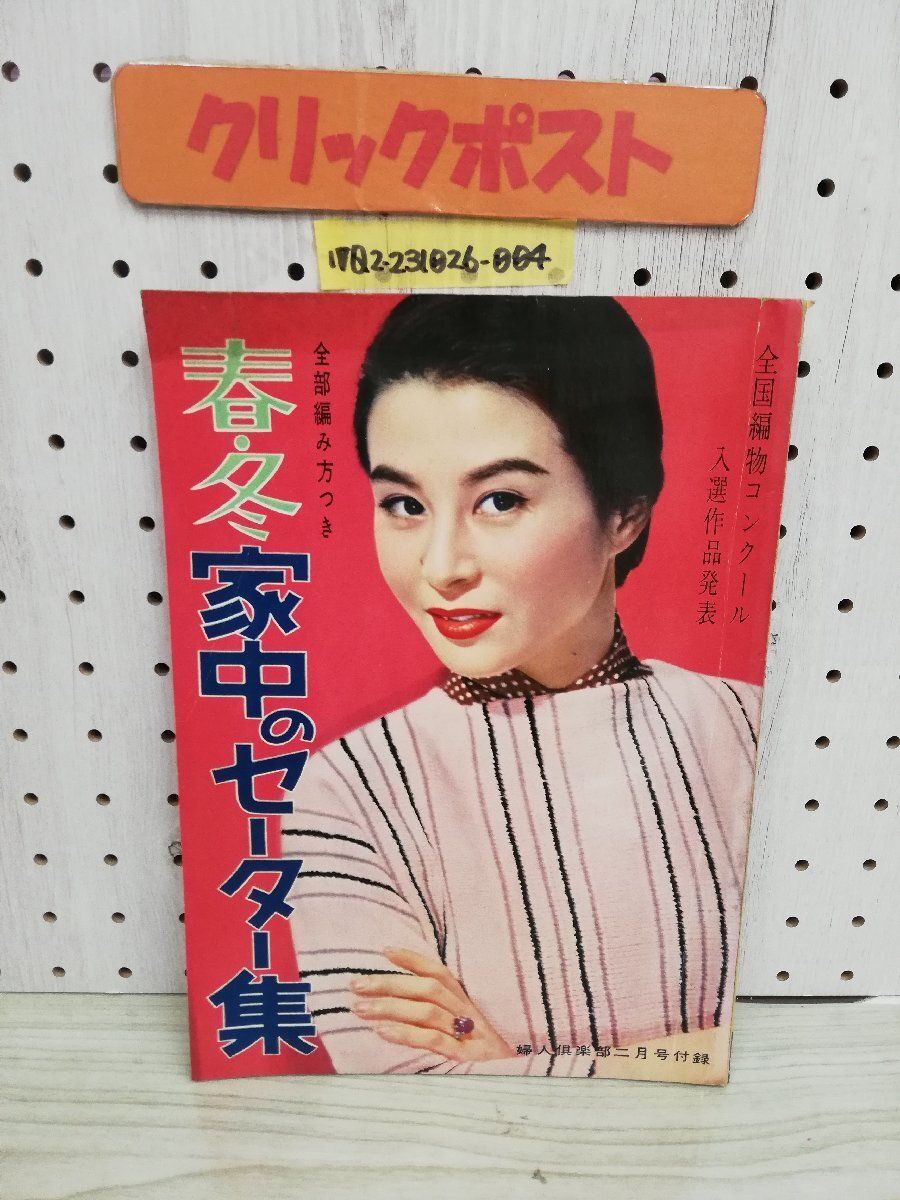 クリックポスト
17Q2-231026-004
全国編物コンクール
入選作品発表
全部編み方つき
春・冬
家中のセーター集
婦人倶楽部二月号付録